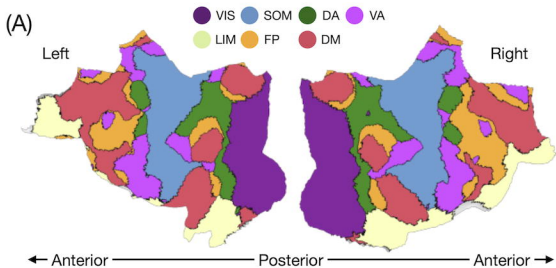 (A)
VIS SOM DA VA
LIM FP DM
Left Right
Anterior Posterior Anterior